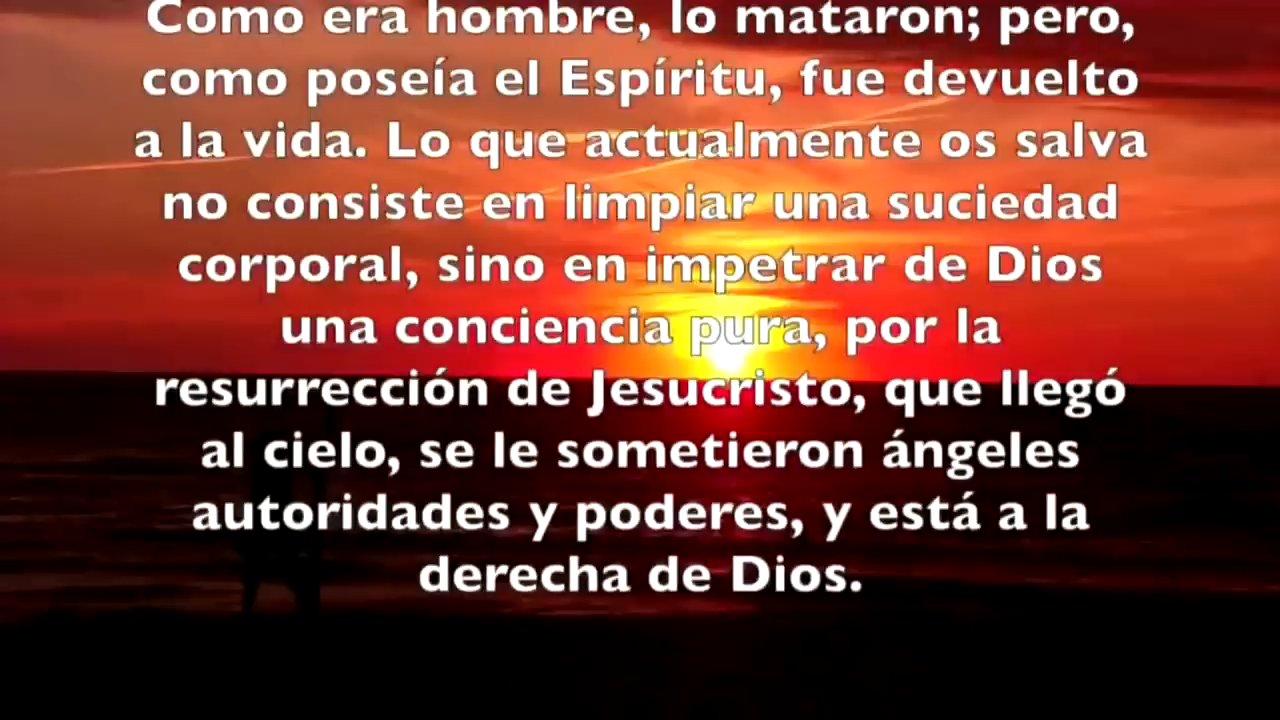 Como era hombre, lo mataron; pero,
como poseía el Espíritu, fue devuelto
a la vida. Lo que actualmente os salva
no consiste en limpiar una suciedad
corporal, sino en impetrar de Dios
una conciencia pura, por la
resurrección de Jesucristo, que llegó
al cielo, se le sometieron ángeles
autoridades y poderes, y está a la
derecha de Dios.